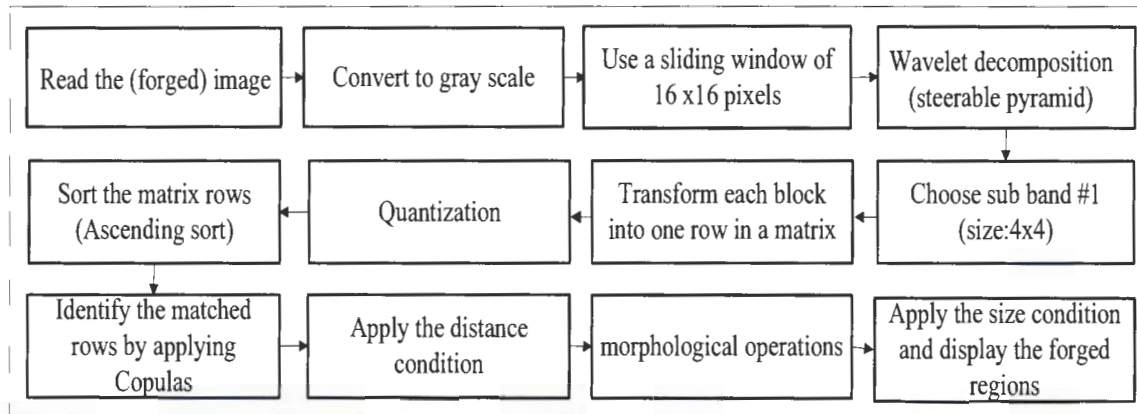 Read the (forged) image
Convert to gray scale
Use a sliding window of
16 x16 pixels
Wavelet decomposition
(steerable pyramid)
Choose sub band #1
(size:4x4)
Transform each block
into one row in a matrix
Quantization
Sort the matrix rows
(Ascending sort)
Identify the matched
rows by applying
Copulas
Apply the distance
condition
morphological operations
Apply the size condition
and display the forged
regions